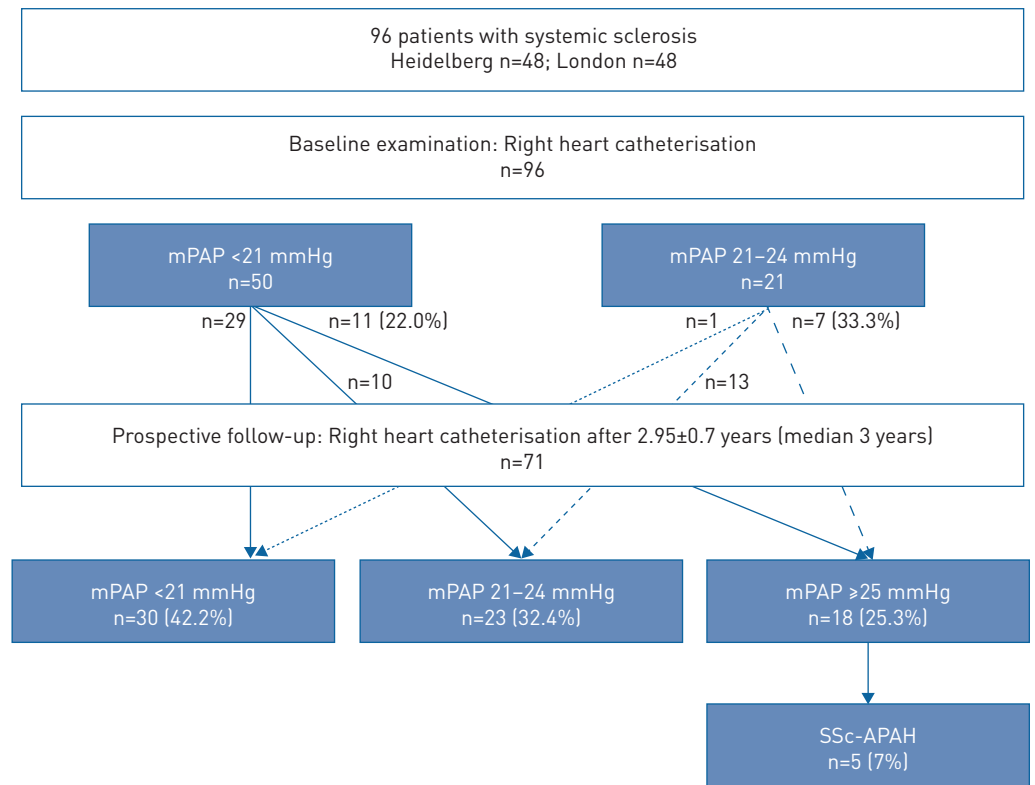 96 patients with systemic sclerosis
Heidelberg n=48; London n=48
Baseline examination: Right heart catheterisation
n=96
mPAP <21 mmHg
n=50
mPAP 21–24 mmHg
n=21
n=29
n=11 (22.0%)
n=1
n=7 (33.3%)
n=10
n=13
Prospective follow-up: Right heart catheterisation after 2.95±0.7 years (median 3 years)
n=71
mPAP <21 mmHg
n=30 (42.2%)
mPAP 21–24 mmHg
n=23 (32.4%)
mPAP ≥25 mmHg
n=18 (25.3%)
SSc-APAH
n=5 (7%)